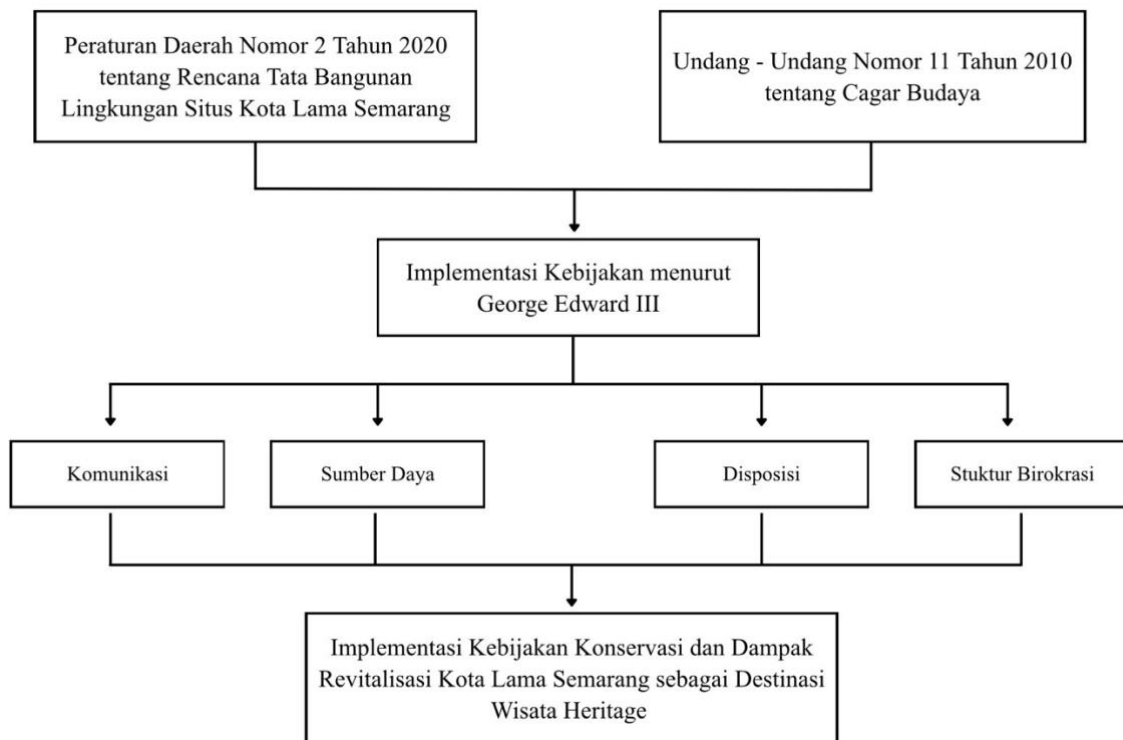 Peraturan Daerah Nomor 2 Tahun 2020
tentang Rencana Tata Bangunan
Lingkungan Situs Kota Lama Semarang
Undang - Undang Nomor 11 Tahun 2010
tentang Cagar Budaya
Implementasi Kebijakan menurut
George Edward III
Komunikasi
Sumber Daya
Disposisi
Stuktur Birokrasi
Implementasi Kebijakan Konservasi dan Dampak
Revitalisasi Kota Lama Semarang sebagai Destinasi
Wisata Heritage